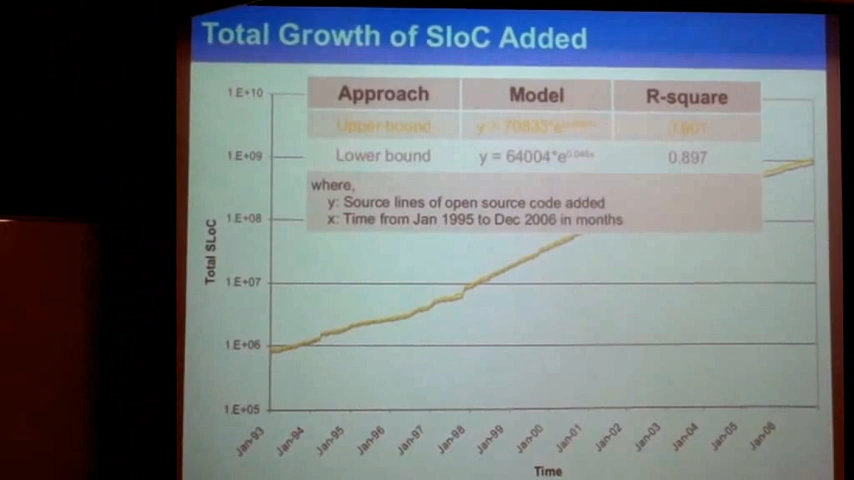 Total Growth of SloC Added
1.E+10
Approach Model R-square
Upper bound y = 70833*e
1.E+09
Lower bound y = 64004*e 0.897
where,
y: Source lines of open source code added
1.E+08
x: Time from Jan 1995 to Dec 2006 in months
Total SLoC
1.E+07
1.E+06
1.E+05
Jan-93 Jan-94 Jan-95 Jan-96 Jan-97 Jan-98 Jan-99 Jan-00 Jan-01 Jan-02 Jan-03 Jan-04 Jan-05 Jan-06
Time